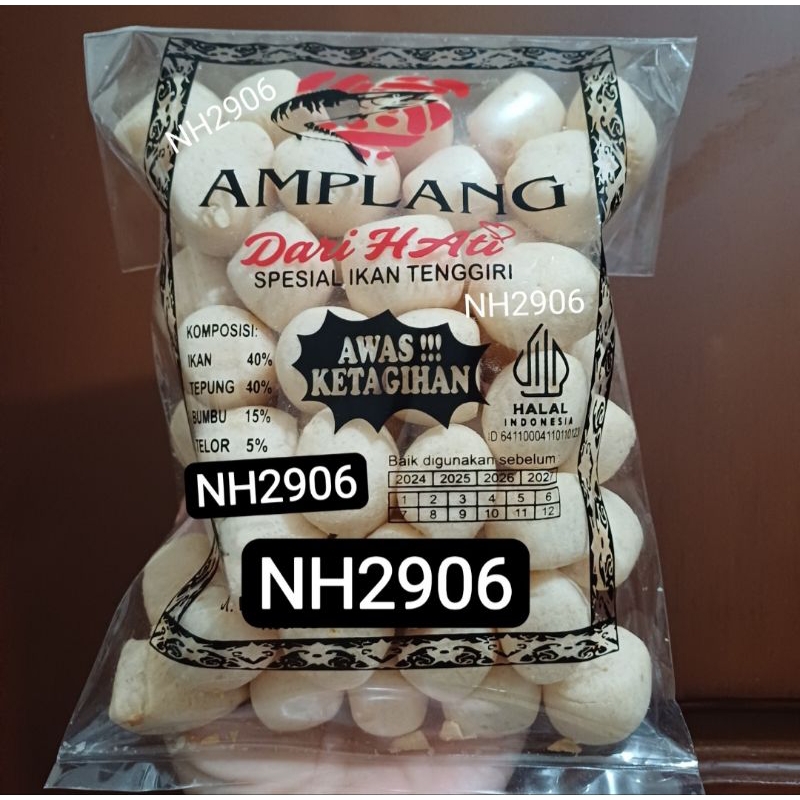 NH2906
AMPLANG
Dari HAti
SPESIAL IKAN TENGGIRI
NH2906
KOMPOSISI:
IKAN 40%
TEPUNG 40%
BUMBU 15%
TELOR 5%
AWAS !!!
KETAGIHAN
HALAL
INDONESIA
Baik digunakan sebelum
2024 2025 2026 2027
1 2 3 4 5 6
7 8 9 10 11 12
NH2906
NH2906